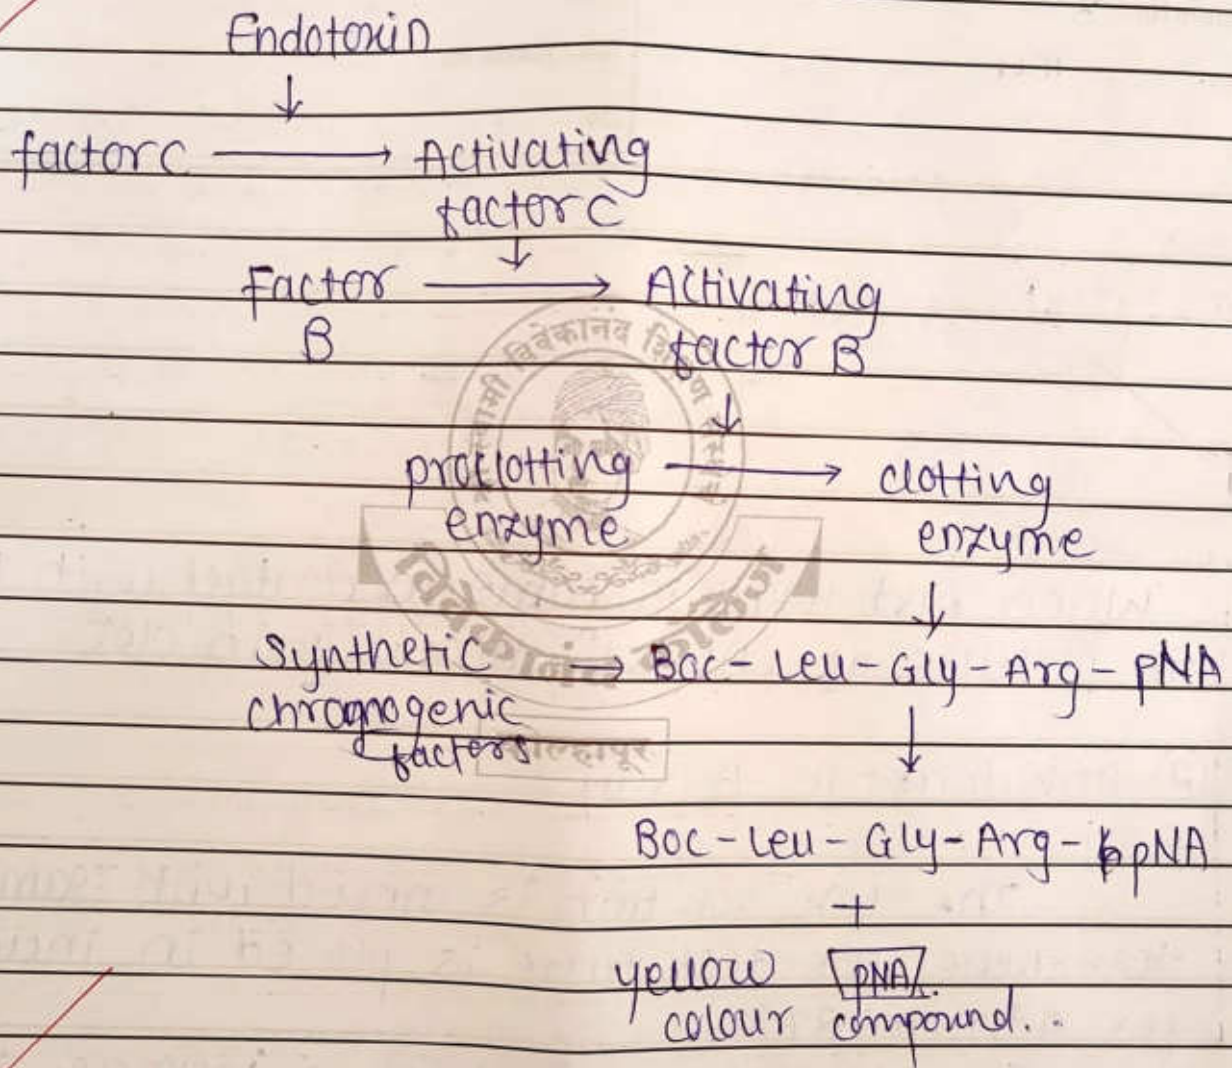 Endotoxin
↓
factor C → Activating
factor C
↓
Factor → Activating
B factor B
↓
proclotting → clotting
enzyme enzyme
↓
Synthetic → Boc - Leu - Gly - Arg - pNA
chromogenic
factors
↓
Boc - Leu - Gly - Arg - pNA
+
yellow pNA
colour compound..
स्वामी विवेकानंद शिक्षण संस्था
विवेकानंद कॉलेज
कोल्हापूर